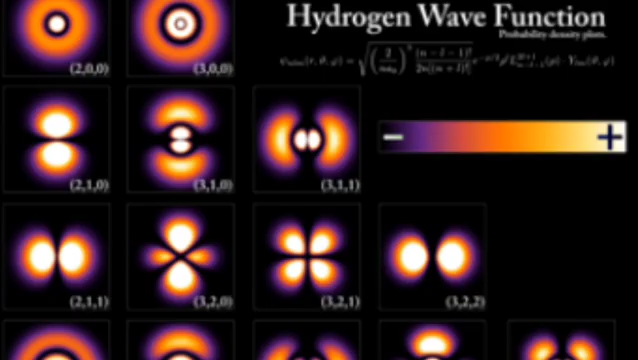 Hydrogen Wave Function
Probability density plots.
(2,0,0) (3,0,0)
− +
(2,1,0) (3,1,0) (3,1,1)
(2,1,1) (3,2,0) (3,2,1) (3,2,2)